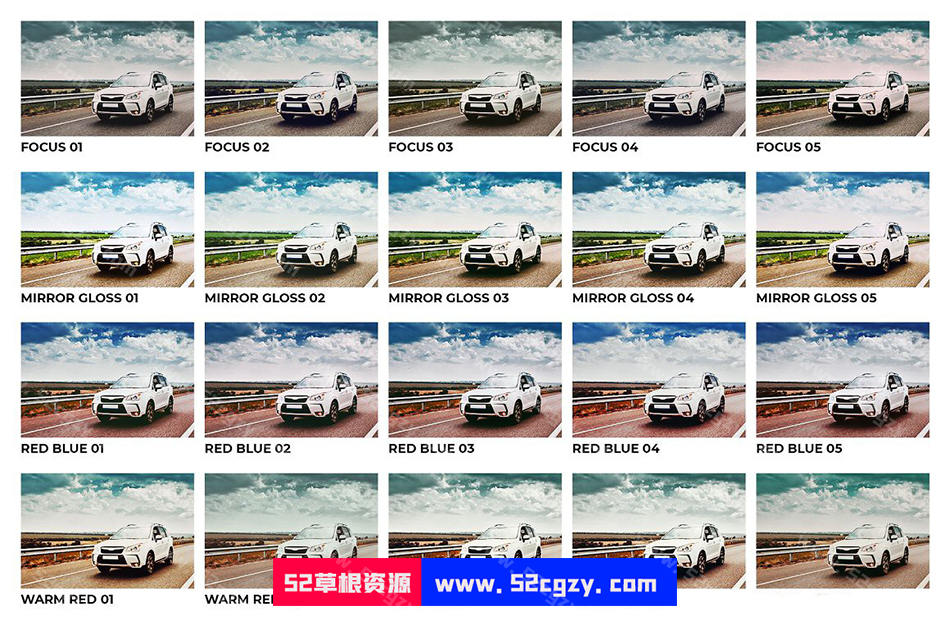 FOCUS 01 FOCUS 02 FOCUS 03 FOCUS 04 FOCUS 05
MIRROR GLOSS 01 MIRROR GLOSS 02 MIRROR GLOSS 03 MIRROR GLOSS 04 MIRROR GLOSS 05
RED BLUE 01 RED BLUE 02 RED BLUE 03 RED BLUE 04 RED BLUE 05
52草根资源 www.52cgzy.com
WARM RED 01 WARM RE